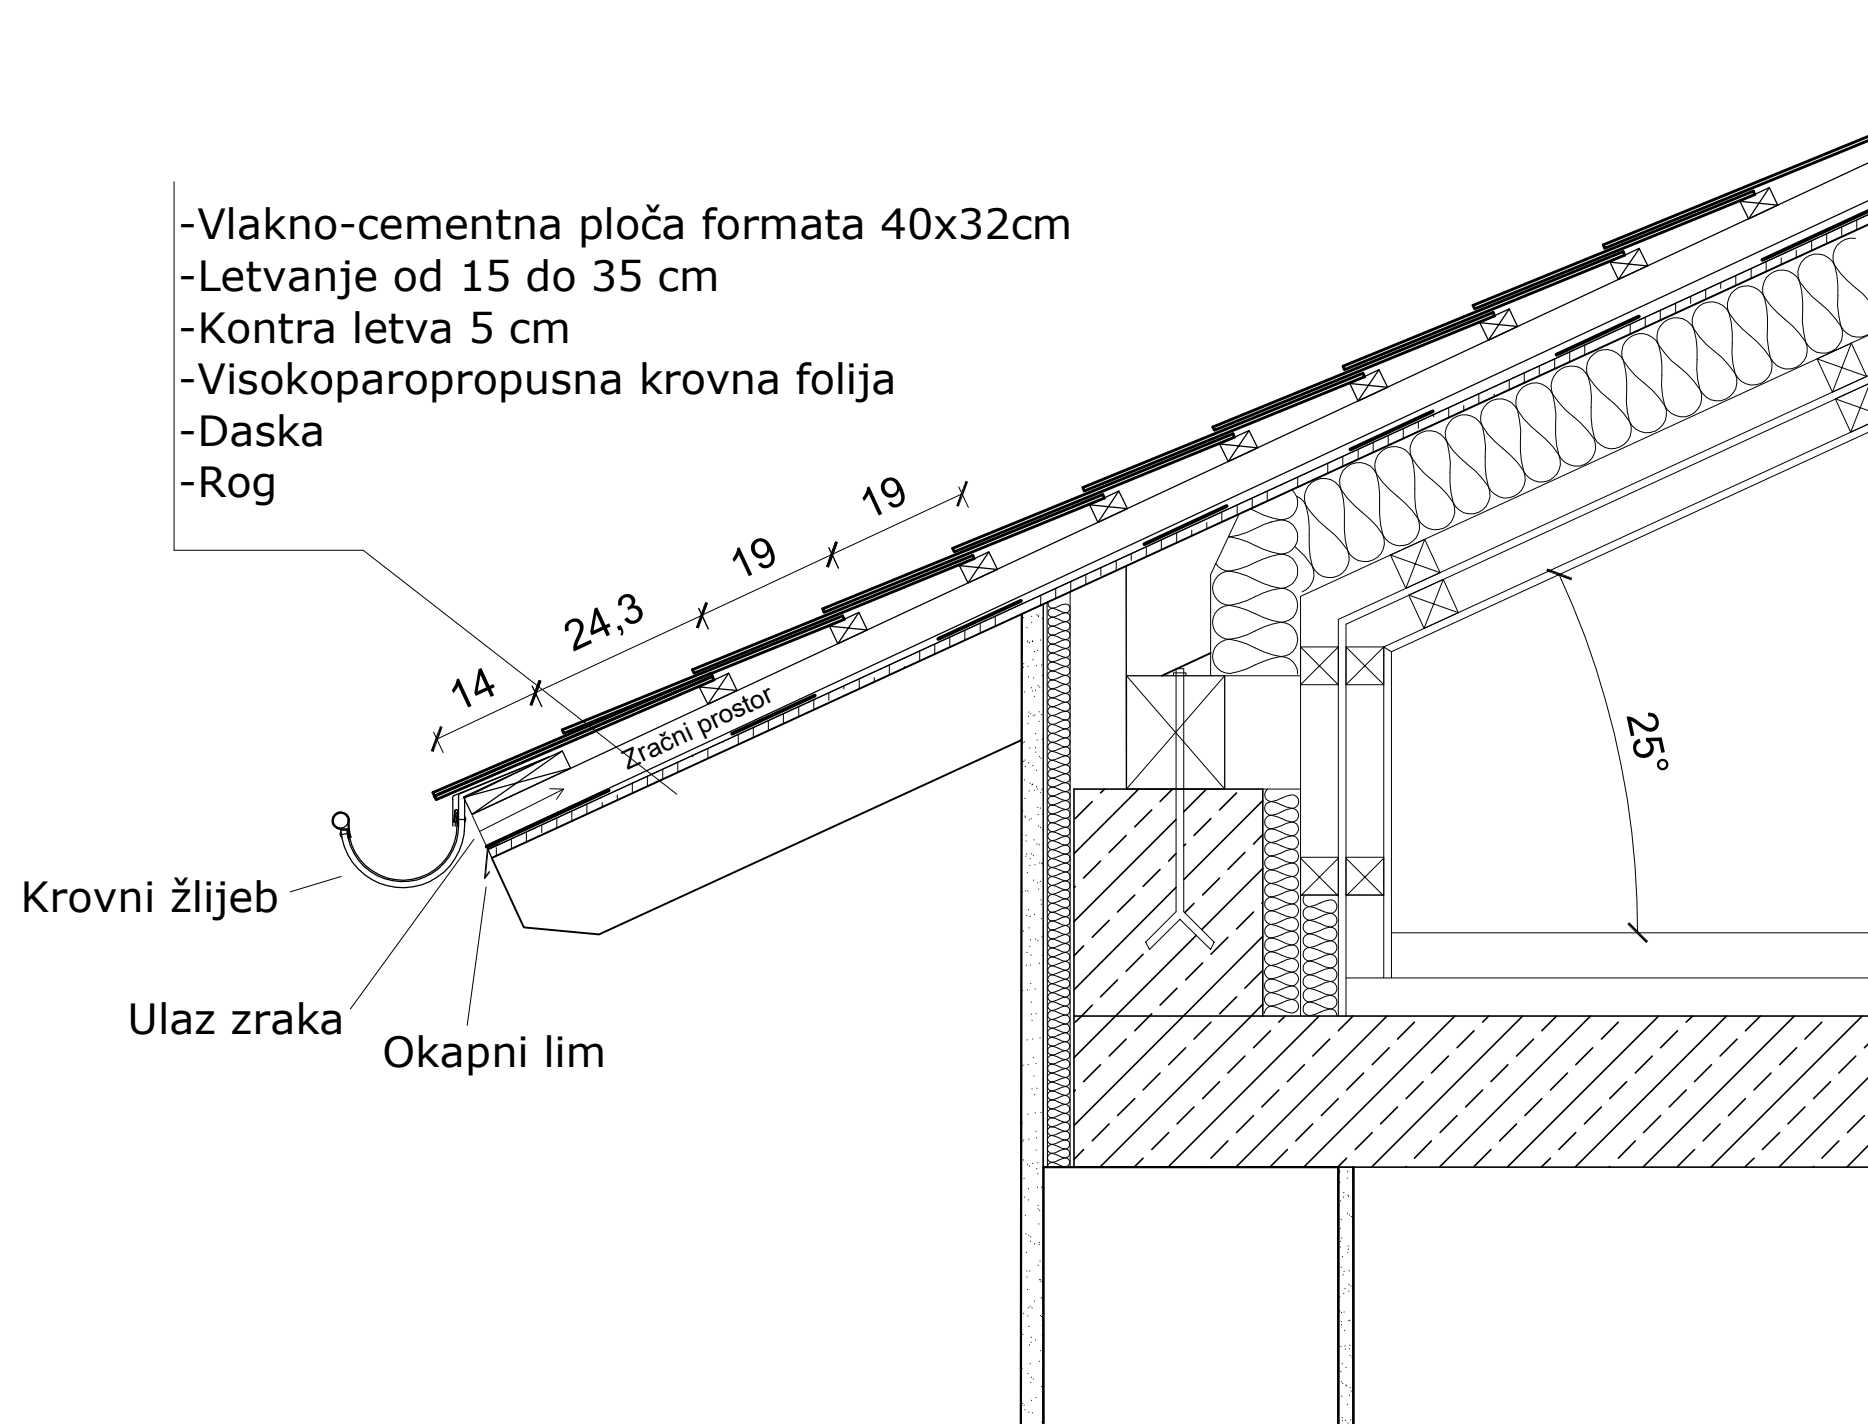 -Vlakno-cementna ploča formata 40x32cm
-Letvanje od 15 do 35 cm
-Kontra letva 5 cm
-Visokoparopropusna krovna folija
-Daska
-Rog
19
19
24,3
14
Zračni prostor
25°
Krovni žlijeb
Ulaz zraka
Okapni lim